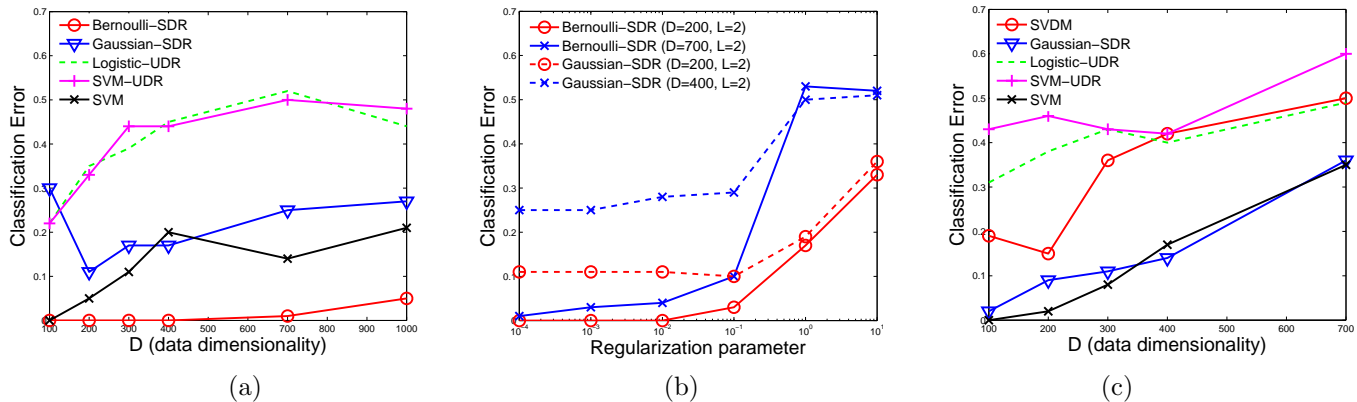 Classification Error
0.7
0.6
0.5
0.4
0.3
0.2
0.1
0
Bernoulli−SDR
Gaussian−SDR
Logistic−UDR
SVM−UDR
SVM
100 200 300 400 500 600 700 800 900 1000
D (data dimensionality)
(a)
Classification Error
0.7
0.6
0.5
0.4
0.3
0.2
0.1
0
Bernoulli−SDR (D=200, L=2)
Bernoulli−SDR (D=700, L=2)
Gaussian−SDR (D=200, L=2)
Gaussian−SDR (D=400, L=2)
10⁻⁴ 10⁻³ 10⁻² 10⁻¹ 10⁰ 10¹
Regularization parameter
(b)
Classification Error
0.7
0.6
0.5
0.4
0.3
0.2
0.1
0
SVDM
Gaussian−SDR
Logistic−UDR
SVM−UDR
SVM
100 200 300 400 500 600 700
D (data dimensionality)
(c)